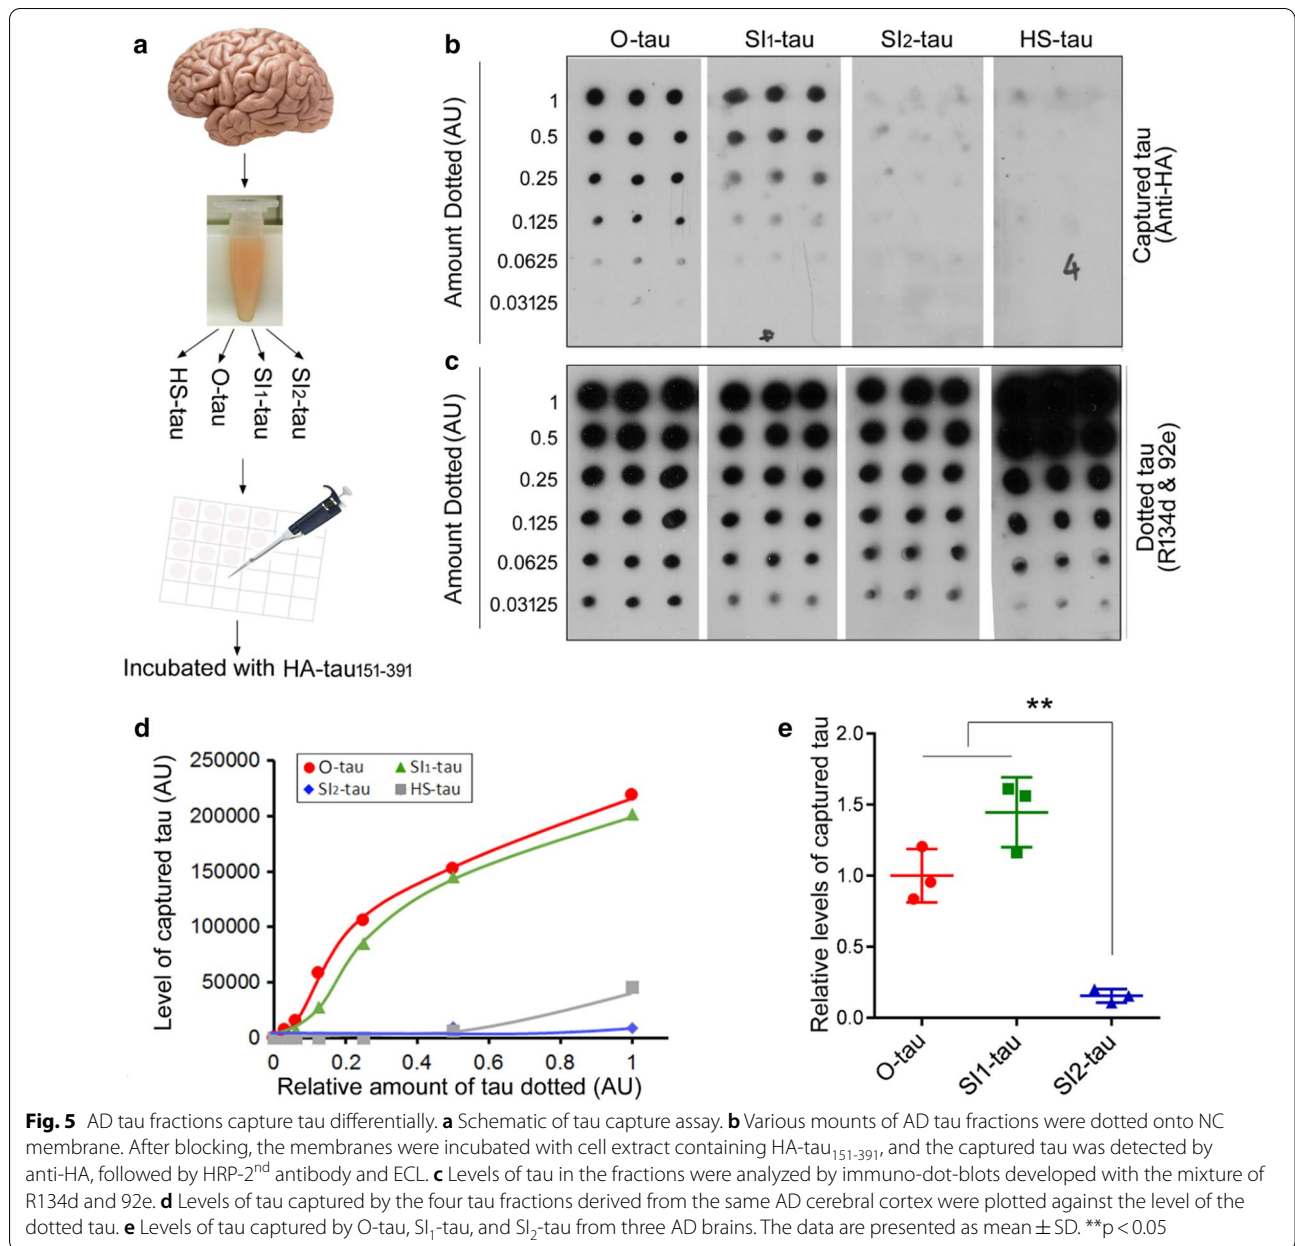 a
HS-tau
O-tau
SI1-tau
SI2-tau
Incubated with HA-tau151-391
b
O-tau SI1-tau SI2-tau HS-tau
Amount Dotted (AU)
1
0.5
0.25
0.125
0.0625
0.03125
4
Captured tau
(Anti-HA)
c
Amount Dotted (AU)
1
0.5
0.25
0.125
0.0625
0.03125
Dotted tau
(R134d & 92e)
d
Level of captured tau (AU)
250000
200000
150000
100000
50000
0
O-tau SI1-tau
SI2-tau HS-tau
0 0.2 0.4 0.6 0.8 1
Relative amount of tau dotted (AU)
e
Relative levels of captured tau
2.0
1.5
1.0
0.5
0.0
**
O-tau
SI1-tau
SI2-tau
Fig. 5 AD tau fractions capture tau differentially. a Schematic of tau capture assay. b Various mounts of AD tau fractions were dotted onto NC
membrane. After blocking, the membranes were incubated with cell extract containing HA-tau151-391, and the captured tau was detected by
anti-HA, followed by HRP-2nd antibody and ECL. c Levels of tau in the fractions were analyzed by immuno-dot-blots developed with the mixture of
R134d and 92e. d Levels of tau captured by the four tau fractions derived from the same AD cerebral cortex were plotted against the level of the
dotted tau. e Levels of tau captured by O-tau, SI1-tau, and SI2-tau from three AD brains. The data are presented as mean ± SD. **p < 0.05